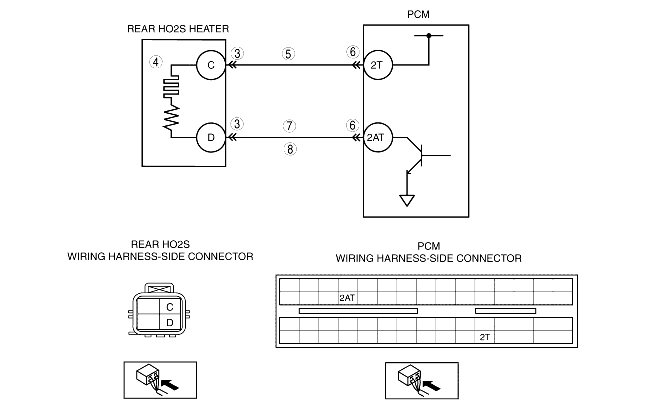 PCM
REAR HO2S HEATER
4
C
3
5
6
2T
D
3
7
8
6
2AT
REAR HO2S
WIRING HARNESS-SIDE CONNECTOR
C
D
PCM
WIRING HARNESS-SIDE CONNECTOR
2AT
2T